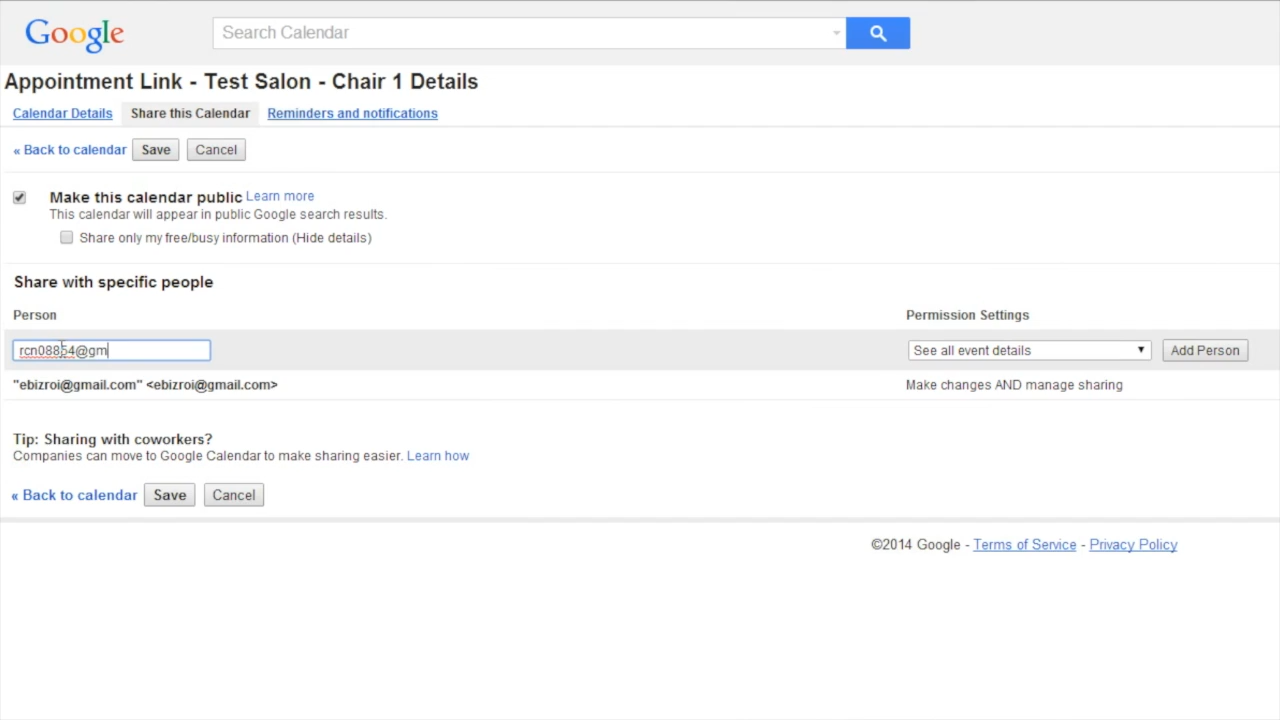 Google
Search Calendar
Appointment Link - Test Salon - Chair 1 Details
Calendar Details Share this Calendar Reminders and notifications
« Back to calendar Save Cancel
Make this calendar public Learn more
This calendar will appear in public Google search results.
Share only my free/busy information (Hide details)
Share with specific people
Person Permission Settings
rcn08854@gm See all event details Add Person
"ebizroi@gmail.com" <ebizroi@gmail.com> Make changes AND manage sharing
Tip: Sharing with coworkers?
Companies can move to Google Calendar to make sharing easier. Learn how
« Back to calendar Save Cancel
©2014 Google - Terms of Service - Privacy Policy